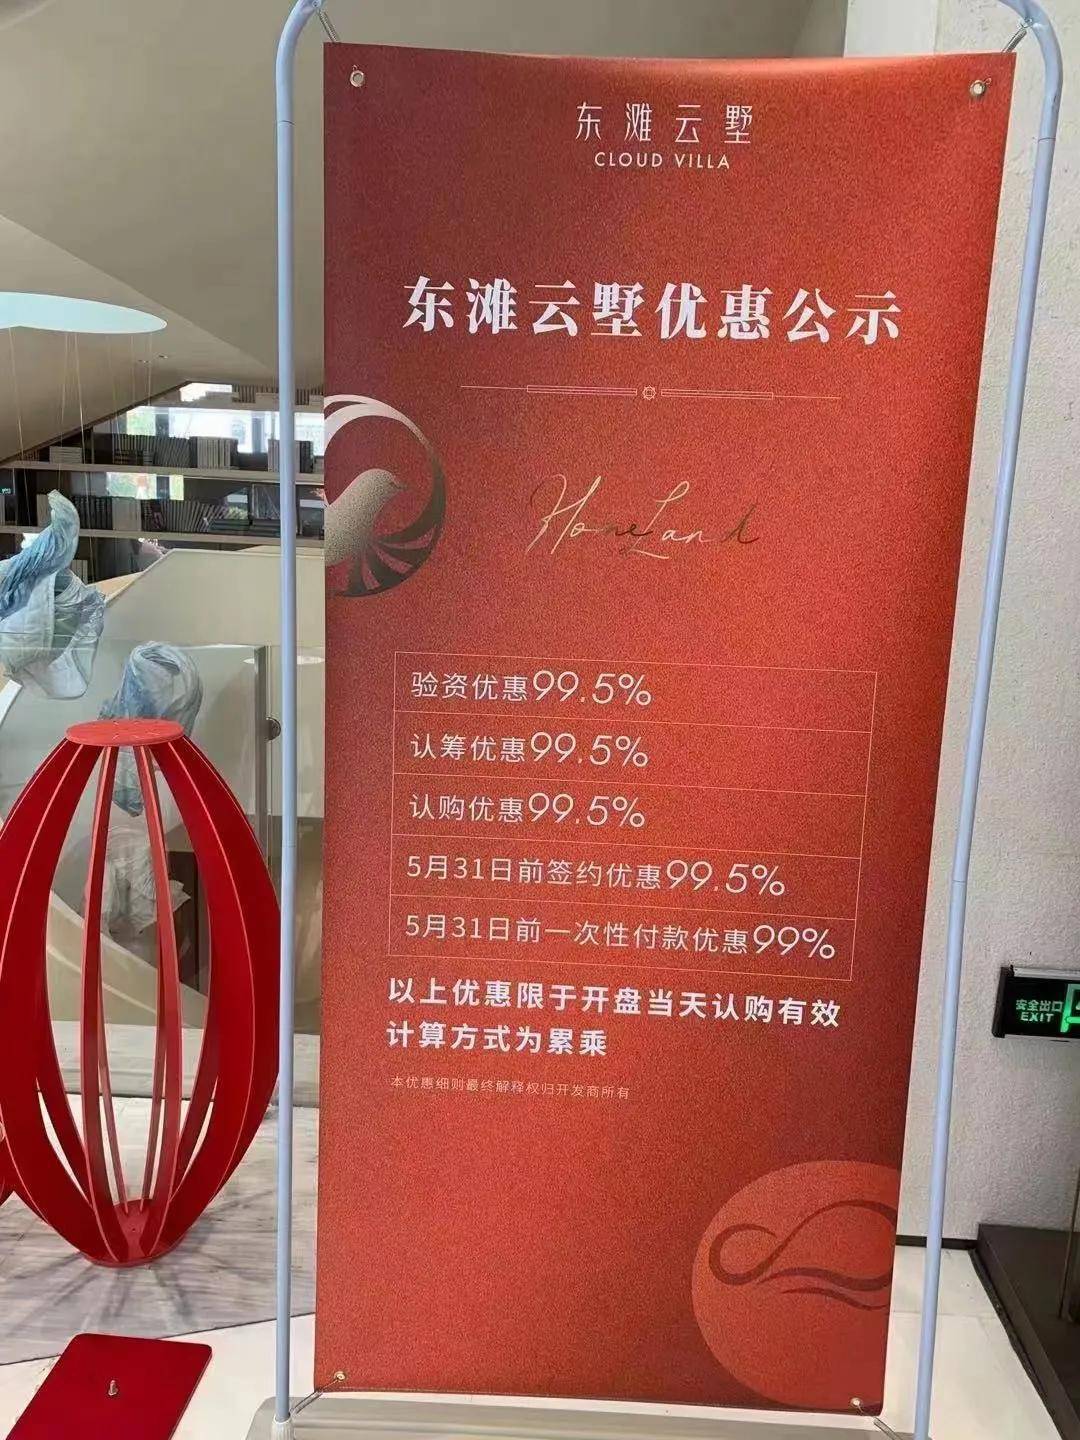 东滩云墅
CLOUD VILLA
东滩云墅优惠公示
HomeLand
验资优惠99.5%
认筹优惠99.5%
认购优惠99.5%
5月31日前签约优惠99.5%
5月31日前一次性付款优惠99%
以上优惠限于开盘当天认购有效
计算方式为累乘
本优惠细则最终解释权归开发商所有
安全出口
EXIT